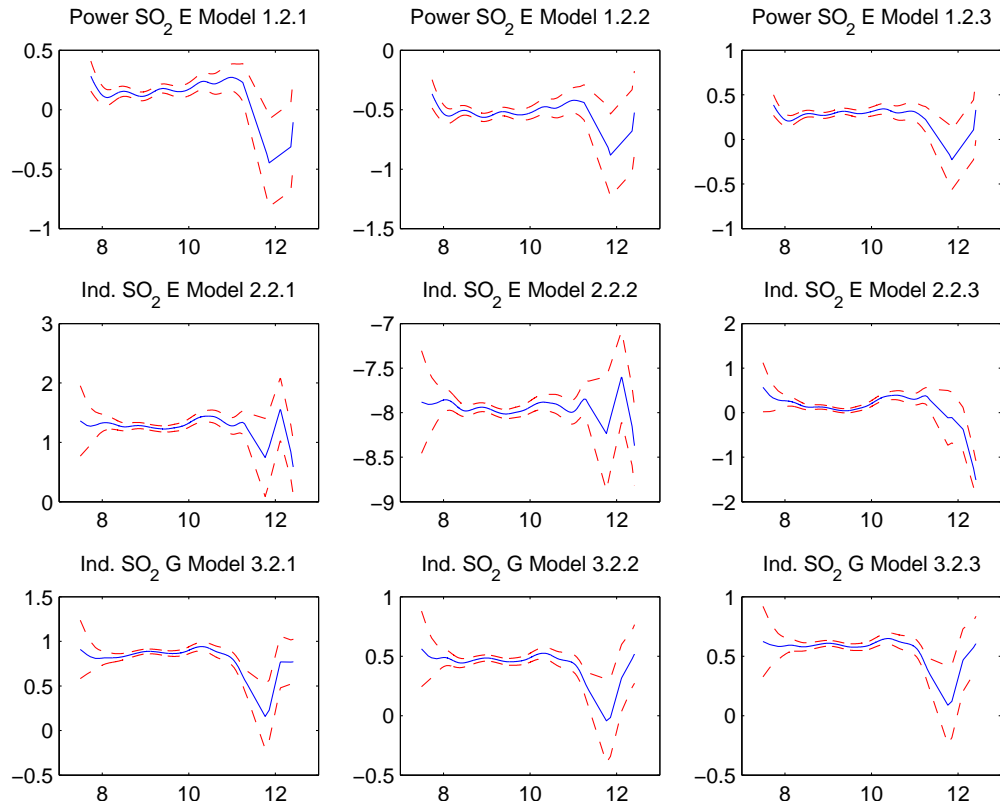 Power SO2 E Model 1.2.1
0.5
0
−0.5
−1
8 10 12
Power SO2 E Model 1.2.2
0
−0.5
−1
−1.5
8 10 12
Power SO2 E Model 1.2.3
1
0.5
0
−0.5
−1
8 10 12
Ind. SO2 E Model 2.2.1
3
2
1
0
8 10 12
Ind. SO2 E Model 2.2.2
−7
−7.5
−8
−8.5
−9
8 10 12
Ind. SO2 E Model 2.2.3
2
1
0
−1
−2
8 10 12
Ind. SO2 G Model 3.2.1
1.5
1
0.5
0
−0.5
8 10 12
Ind. SO2 G Model 3.2.2
1
0.5
0
−0.5
8 10 12
Ind. SO2 G Model 3.2.3
1
0.5
0
−0.5
8 10 12